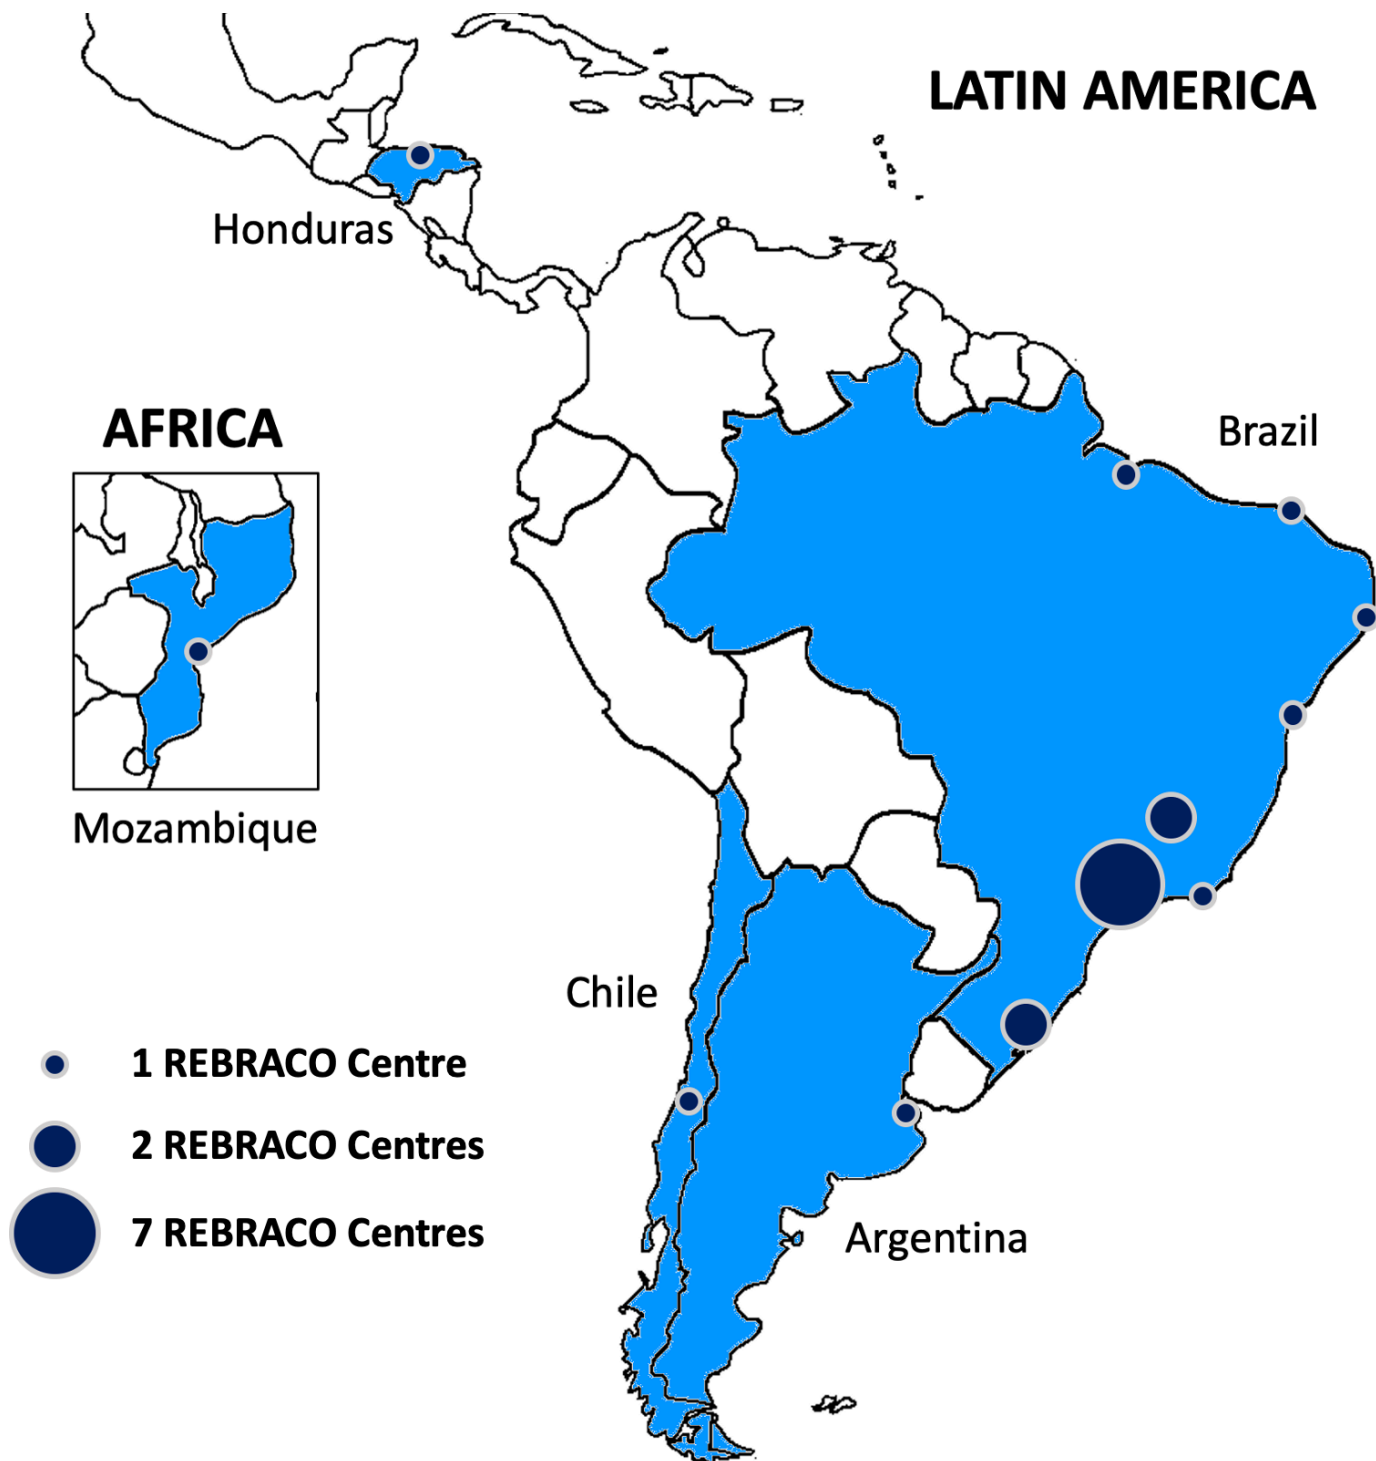 LATIN AMERICA
Honduras
AFRICA
Brazil
Mozambique
Chile
1 REBRACO Centre
2 REBRACO Centres
7 REBRACO Centres
Argentina